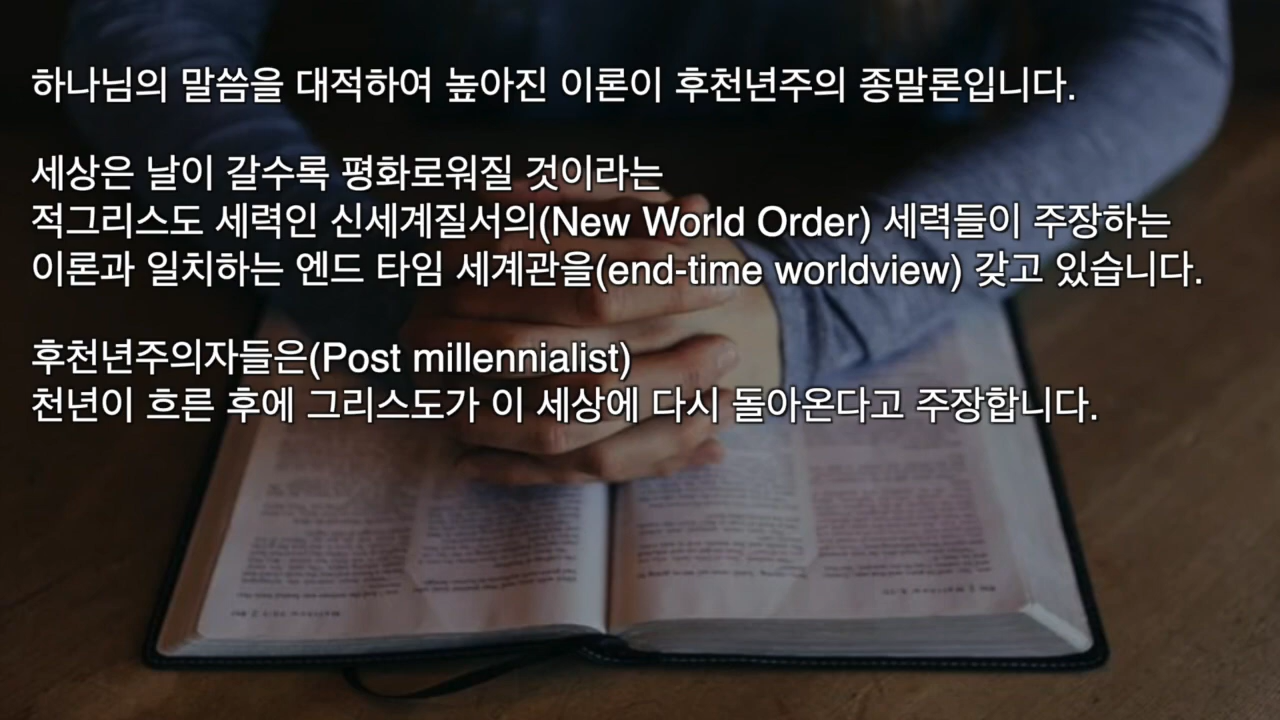 하나님의 말씀을 대적하여 높아진 이론이 후천년주의 종말론입니다.
세상은 날이 갈수록 평화로워질 것이라는
적그리스도 세력인 신세계질서의(New World Order) 세력들이 주장하는
이론과 일치하는 엔드 타임 세계관을(end-time worldview) 갖고 있습니다.
후천년주의자들은(Post millennialist)
천년이 흐른 후에 그리스도가 이 세상에 다시 돌아온다고 주장합니다.